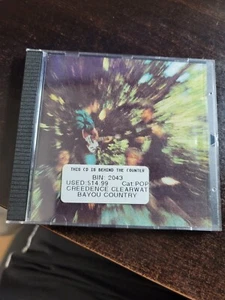 THIS CD IS BEHIND THE COUNTER
BIN: 2043
USED $14.99 Cat.POP
CREEDENCE CLEARWAT
BAYOU COUNTRY